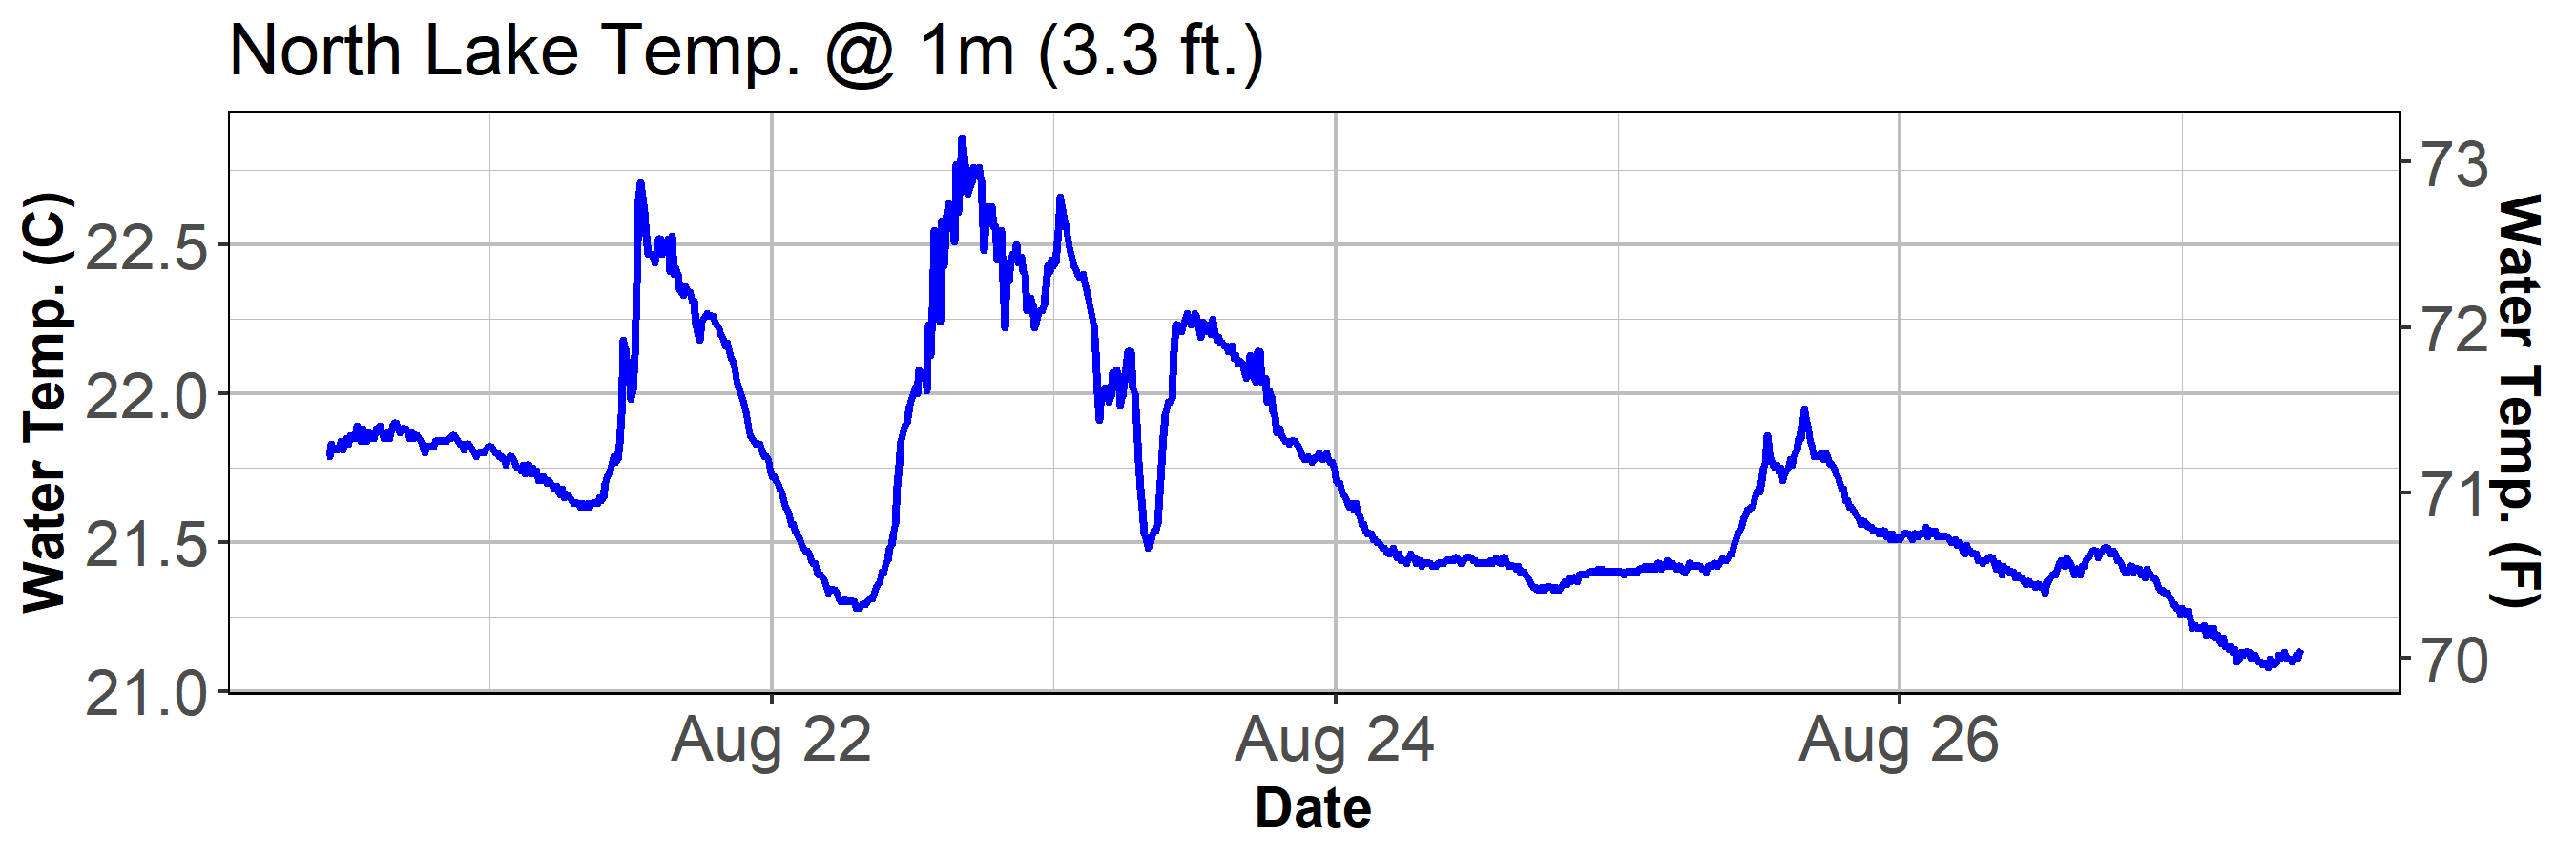 North Lake Temp. @ 1m (3.3 ft.)
Water Temp. (C)
22.5
22.0
21.5
21.0
73
72
71
70
Water Temp. (F)
Aug 22
Aug 24
Aug 26
Date